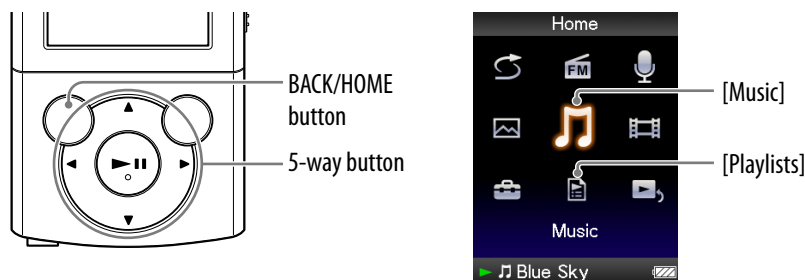 Home
FM
BACK/HOME
button
5-way button
[Music]
[Playlists]
Music
Blue Sky